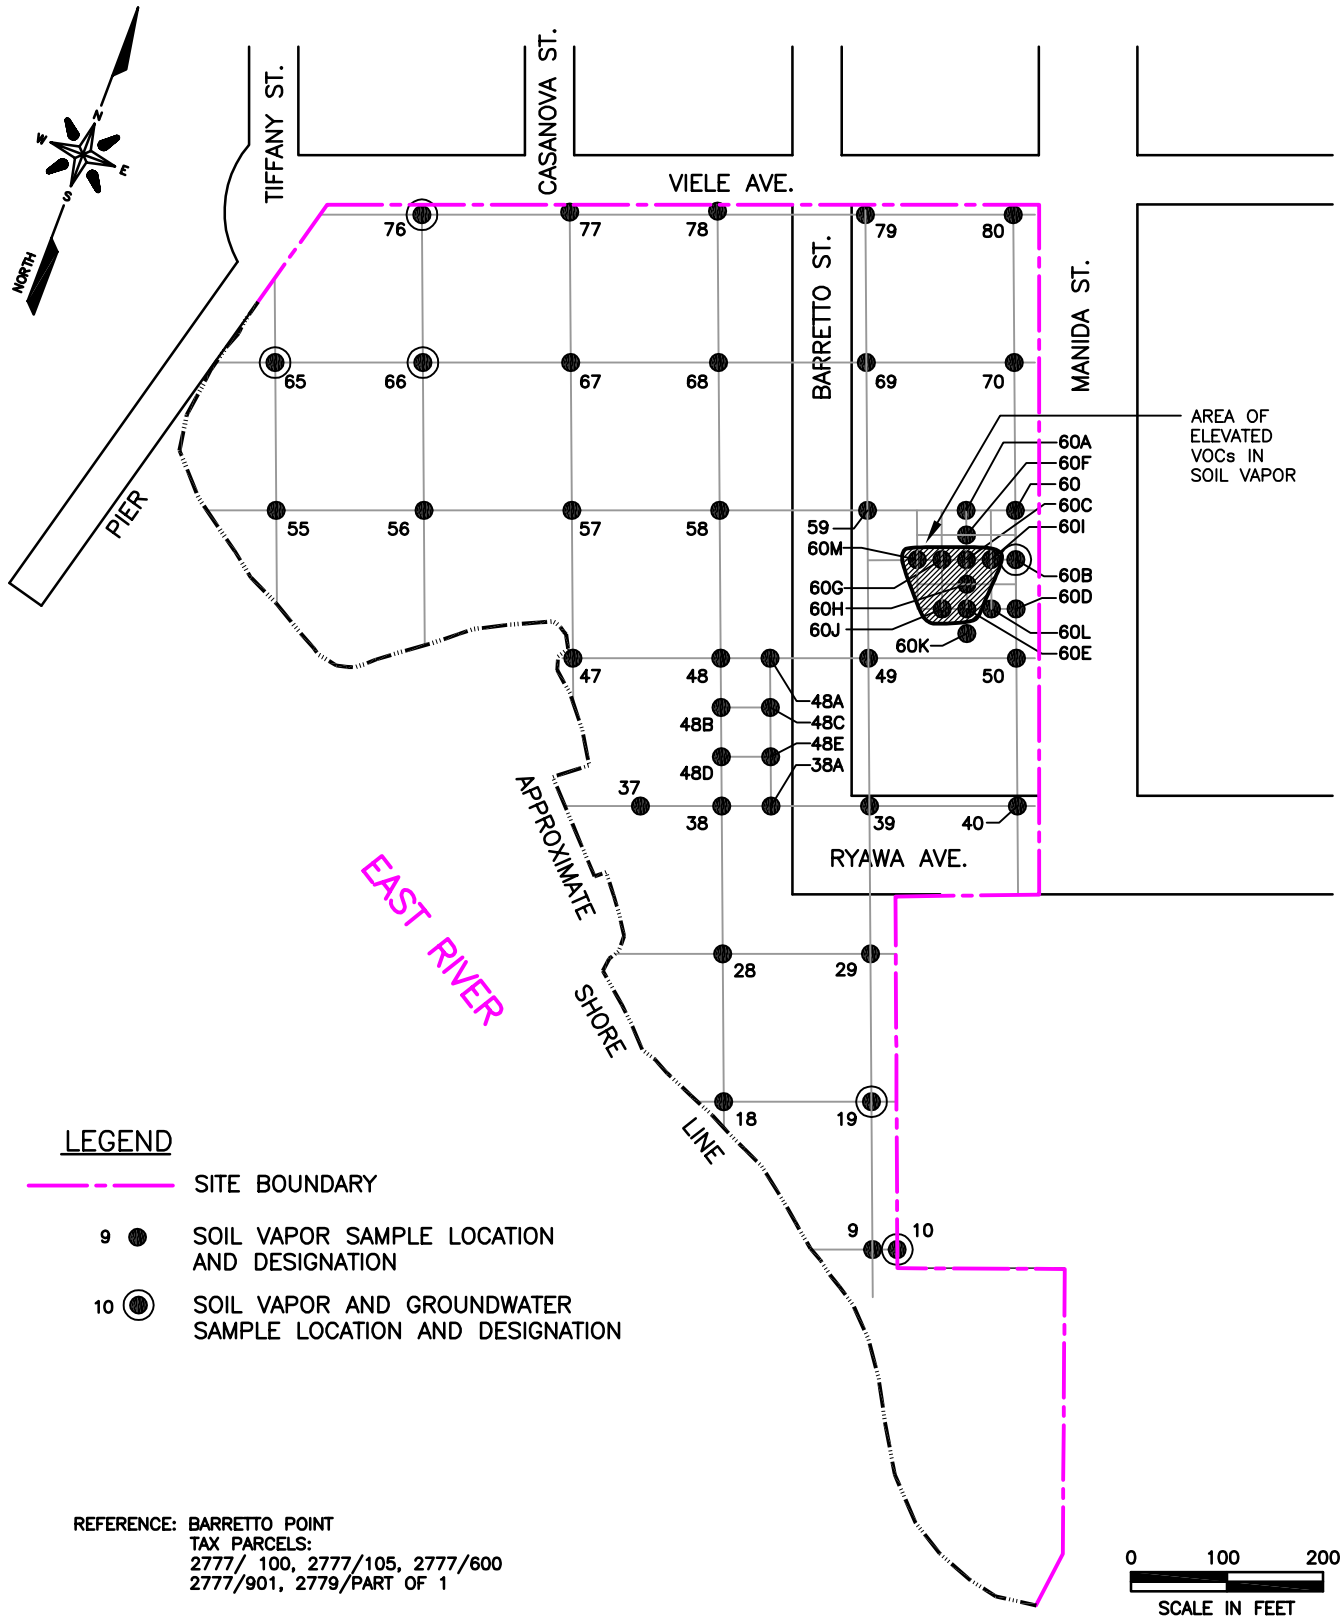 TIFFANY ST.
CASANOVA ST.
VIELE AVE.
N
W
E
S
NORTH
BARRETTO ST.
MANIDA ST.
76
77
78
79
80
65
66
67
68
69
70
AREA OF
ELEVATED
VOCs IN
SOIL VAPOR
60A
60F
60
60C
60I
60B
60D
60L
60E
PIER
55
56
57
58
59
60M
60G
60H
60J
60K
47
48
49
50
48A
48B
48C
48D
48E
38A
37
38
39
40
RYAWA AVE.
APPROXIMATE
SHORE
LINE
EAST RIVER
28
29
18
19
9
10
LEGEND
SITE BOUNDARY
9 SOIL VAPOR SAMPLE LOCATION
AND DESIGNATION
10 SOIL VAPOR AND GROUNDWATER
SAMPLE LOCATION AND DESIGNATION
REFERENCE: BARRETTO POINT
TAX PARCELS:
2777/ 100, 2777/105, 2777/600
2777/901, 2779/PART OF 1
0 100 200
SCALE IN FEET